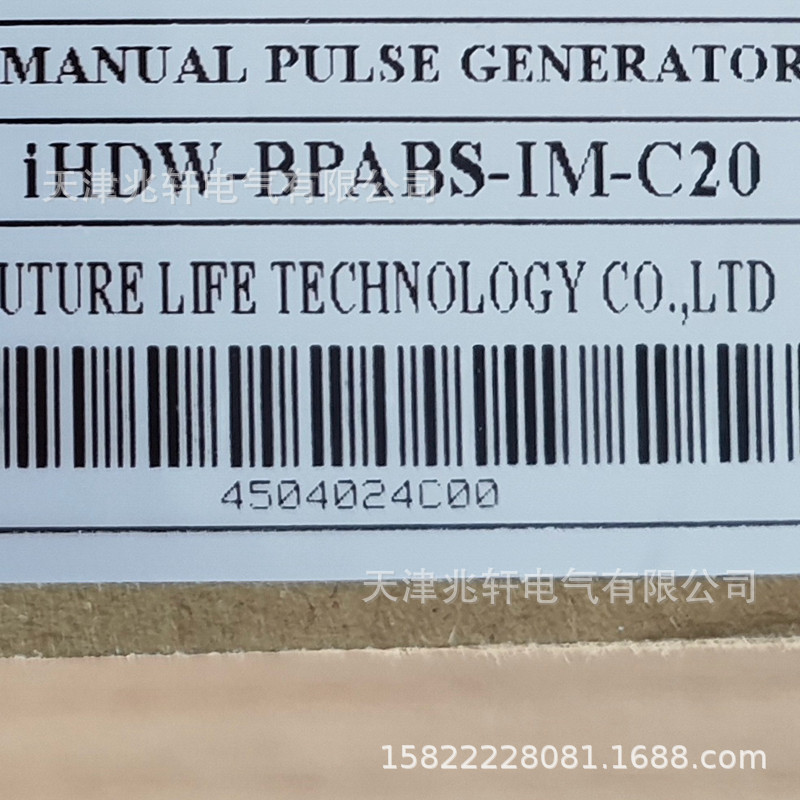 MANUAL PULSE GENERATOR
iHDW-BPABS-IM-C20
天津兆轩电气有限公司
UTURE LIFE TECHNOLOGY CO.,LTD
4504024C00
天津兆轩电气有限公司
15822228081.1688.com